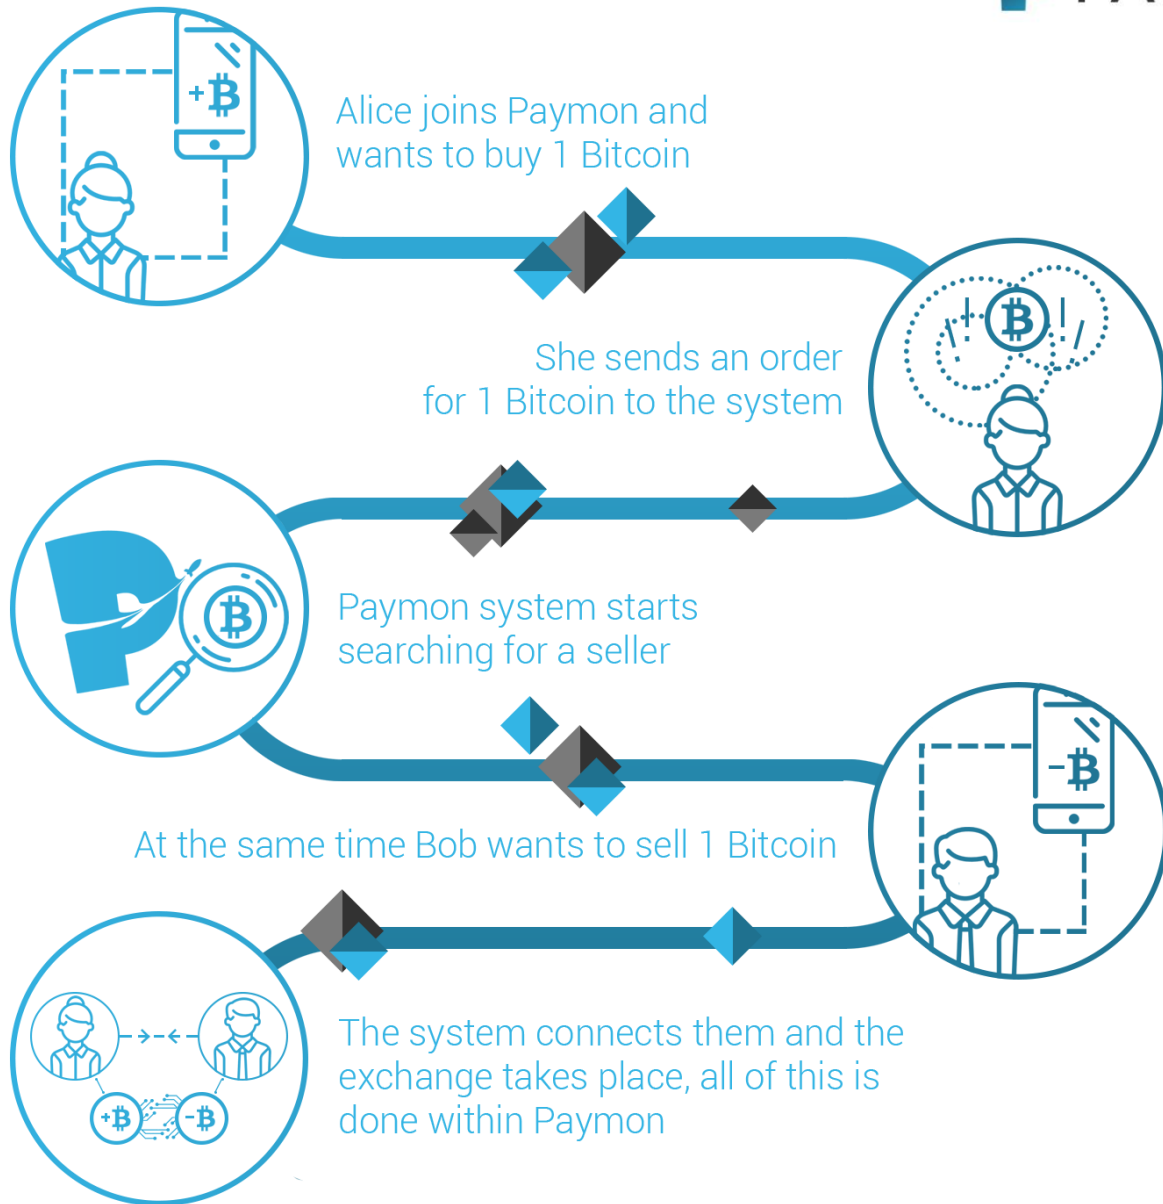 Alice joins Paymon and
wants to buy 1 Bitcoin
She sends an order
for 1 Bitcoin to the system
Paymon system starts
searching for a seller
At the same time Bob wants to sell 1 Bitcoin
The system connects them and the
exchange takes place, all of this is
done within Paymon